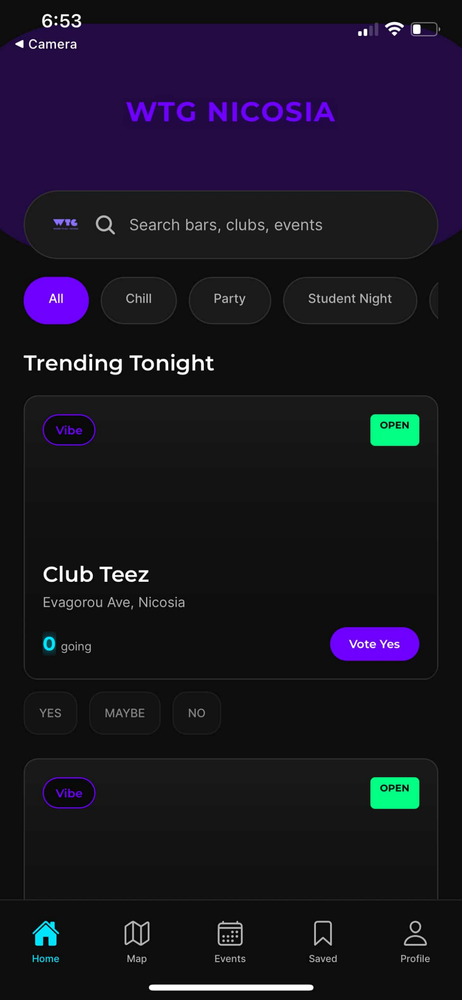 6:53
◀ Camera
WTG NICOSIA
WTG
Search bars, clubs, events
All
Chill
Party
Student Night
Trending Tonight
Vibe
OPEN
Club Teez
Evagorou Ave, Nicosia
0 going
Vote Yes
YES
MAYBE
NO
Vibe
OPEN
Home
Map
Events
Saved
Profile